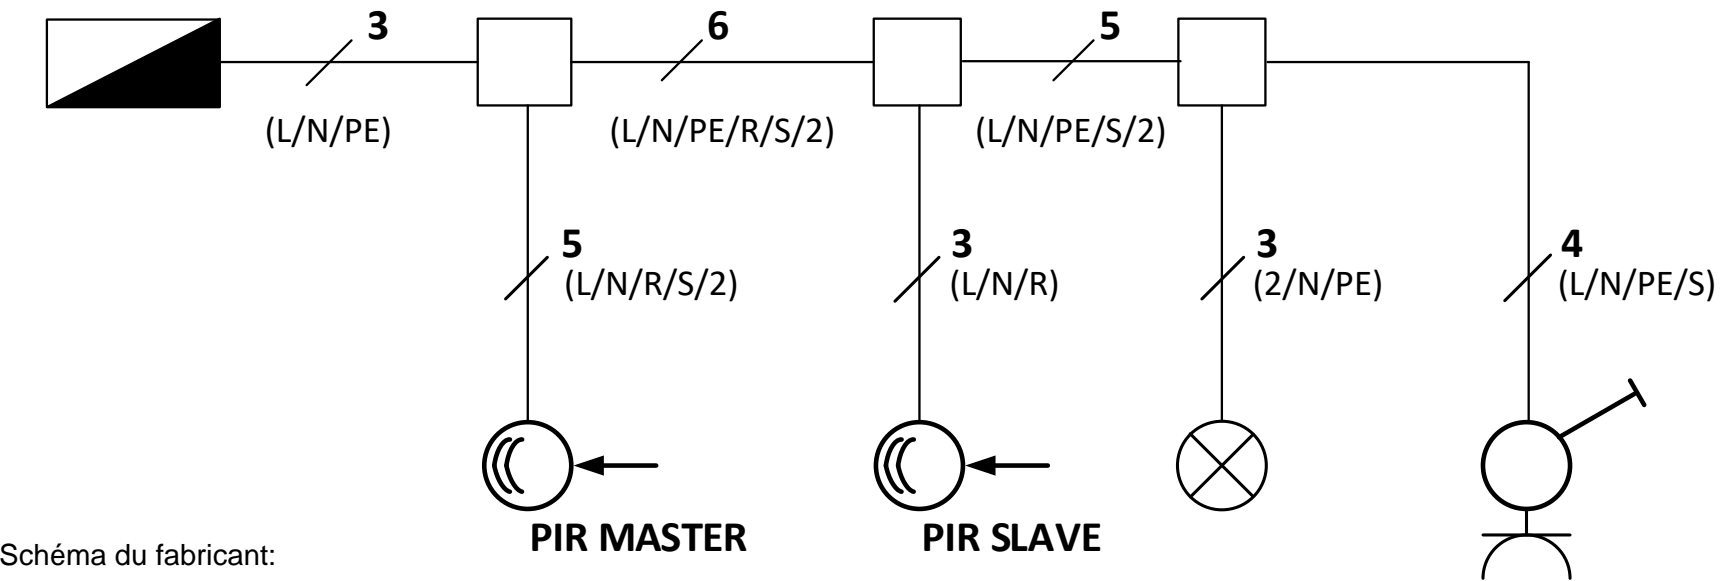 3
6
5
(L/N/PE)
(L/N/PE/R/S/2)
(L/N/PE/S/2)
5
(L/N/R/S/2)
3
(L/N/R)
3
(2/N/PE)
4
(L/N/PE/S)
PIR MASTER
PIR SLAVE
Schéma du fabricant: